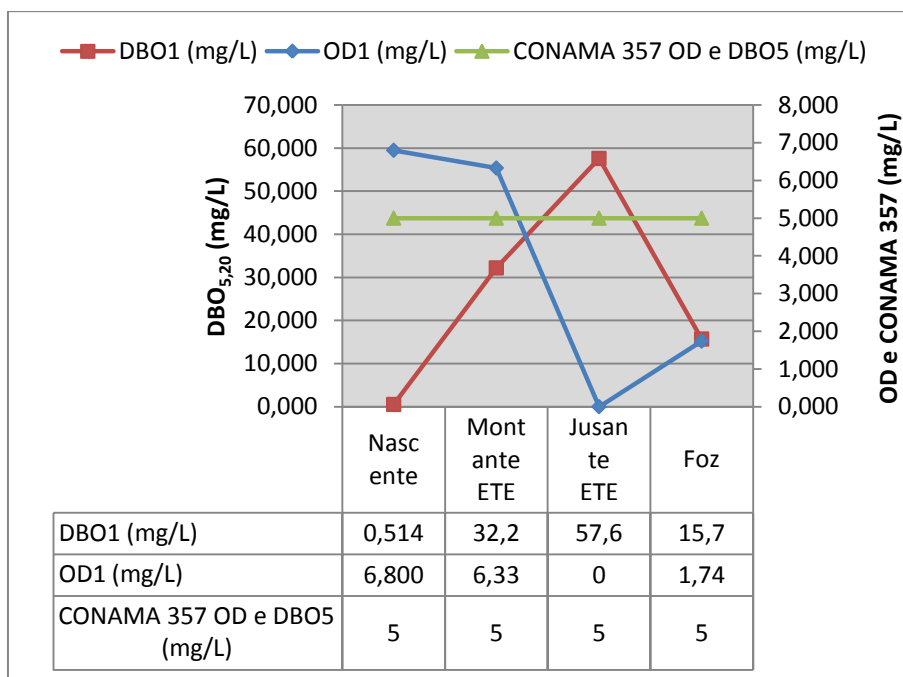 DBO1 (mg/L) OD1 (mg/L) CONAMA 357 OD e DBO5 (mg/L)
DBO5,20 (mg/L)
70,000
60,000
50,000
40,000
30,000
20,000
10,000
0,000
8,000
7,000
6,000
5,000
4,000
3,000
2,000
1,000
0,000
OD e CONAMA 357 (mg/L)
Nasc
ente
Mont
ante
ETE
Jusan
te
ETE
Foz
DBO1 (mg/L) 0,514 32,2 57,6 15,7
OD1 (mg/L) 6,800 6,33 0 1,74
CONAMA 357 OD e DBO5
(mg/L) 5 5 5 5